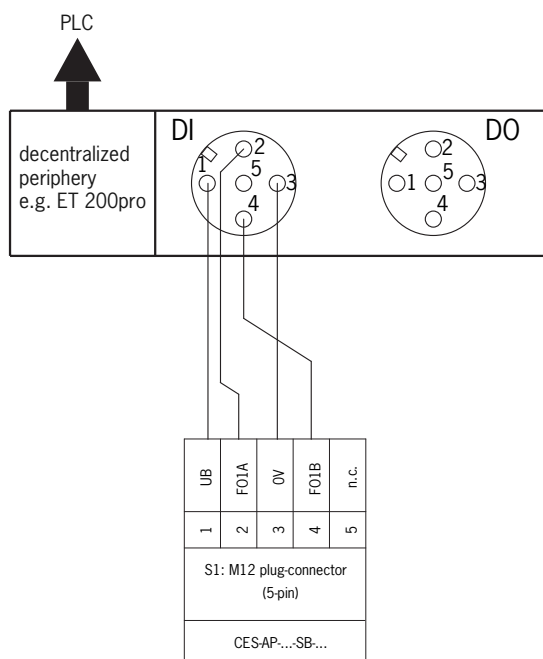 PLC
DI
DO
decentralized
periphery
e.g. ET 200pro
1
2
5
3
4
1
2
5
3
4
UB
FO1A
0V
FO1B
n.c.
1
2
3
4
5
S1: M12 plug-connector
(5-pin)
CES-AP-...-SB-...